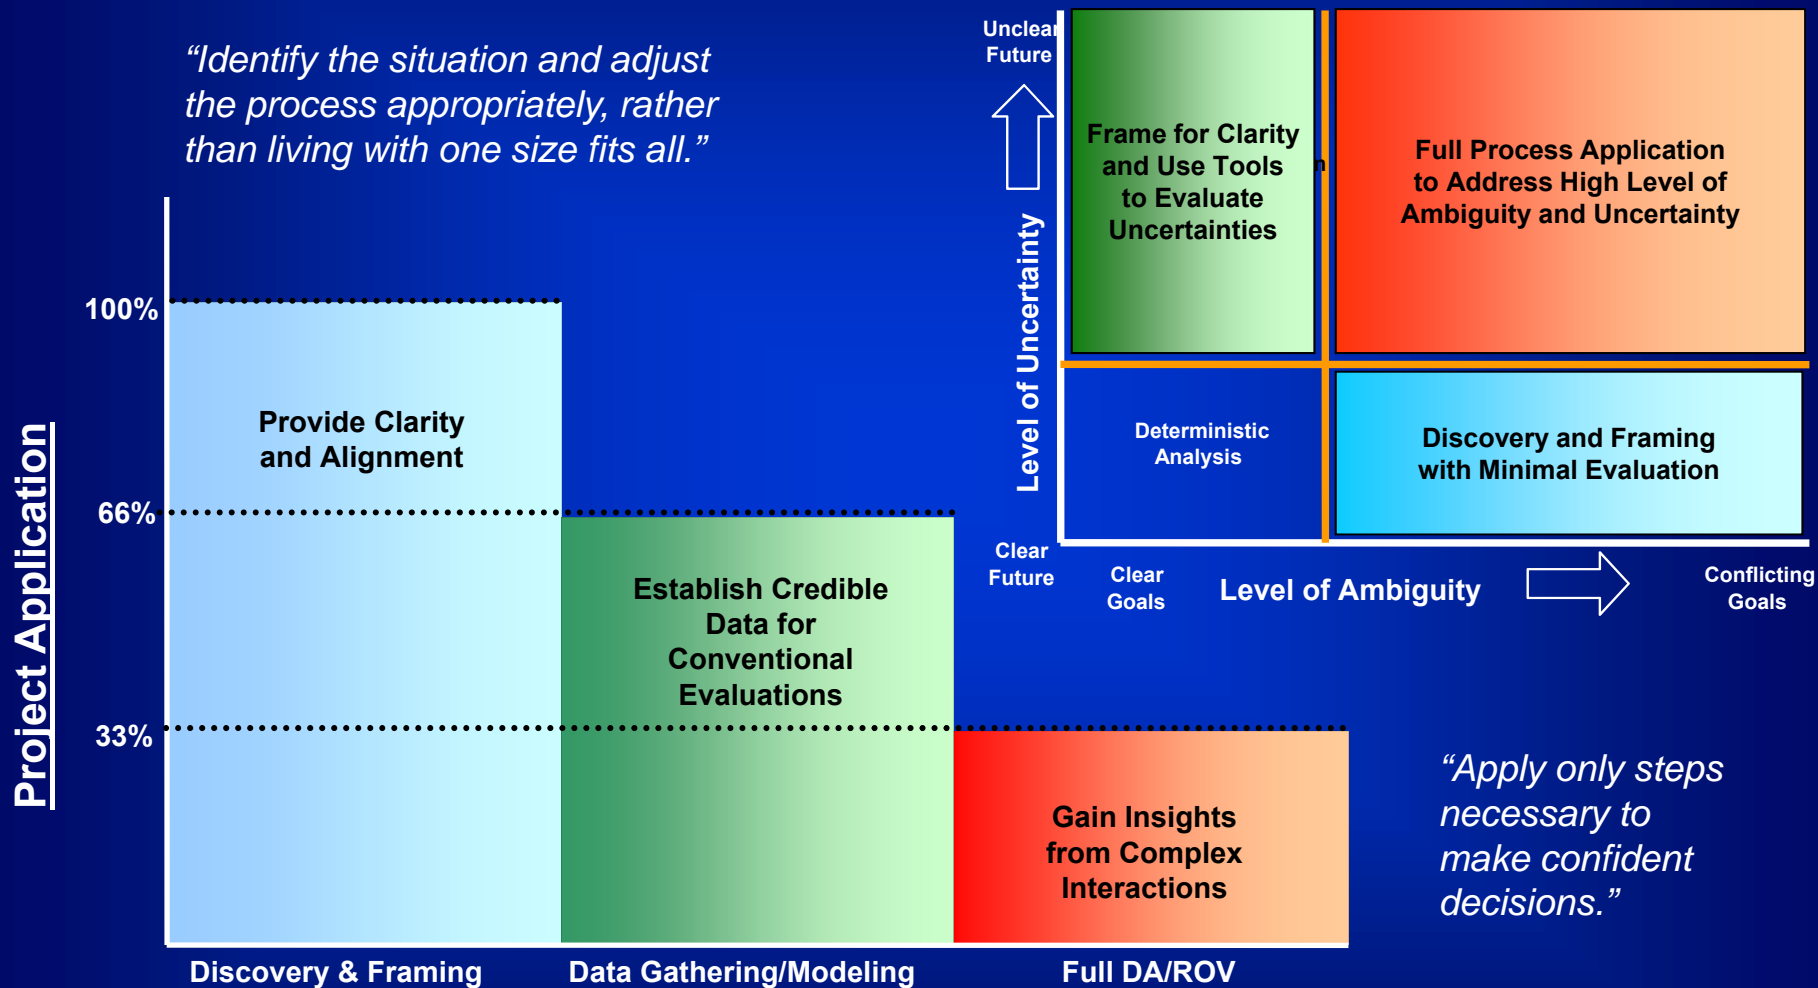 “Identify the situation and adjust
the process appropriately, rather
than living with one size fits all.”
Project Application
100%
66%
33%
Provide Clarity
and Alignment
Establish Credible
Data for
Conventional
Evaluations
Gain Insights
from Complex
Interactions
Discovery & Framing
Data Gathering/Modeling
Full DA/ROV
Unclear
Future
Level of Uncertainty
Clear
Future
Frame for Clarity
and Use Tools
to Evaluate
Uncertainties
n
Full Process Application
to Address High Level of
Ambiguity and Uncertainty
Deterministic
Analysis
Discovery and Framing
with Minimal Evaluation
Clear
Goals
Level of Ambiguity
Conflicting
Goals
“Apply only steps
necessary to
make confident
decisions.”